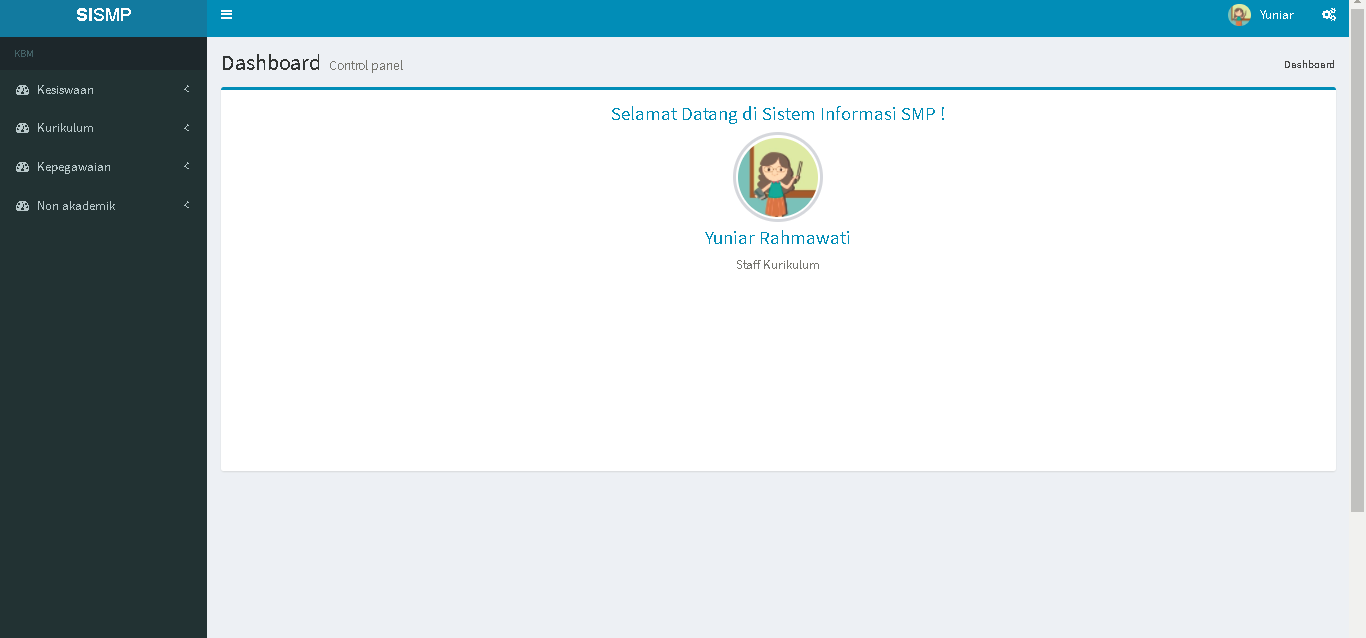 SISMP
Yuniar
KBM
Kesiswaan
Kurikulum
Kepegawaian
Non akademik
Dashboard Control panel
Dashboard
Selamat Datang di Sistem Informasi SMP !
Yuniar Rahmawati
Staff Kurikulum